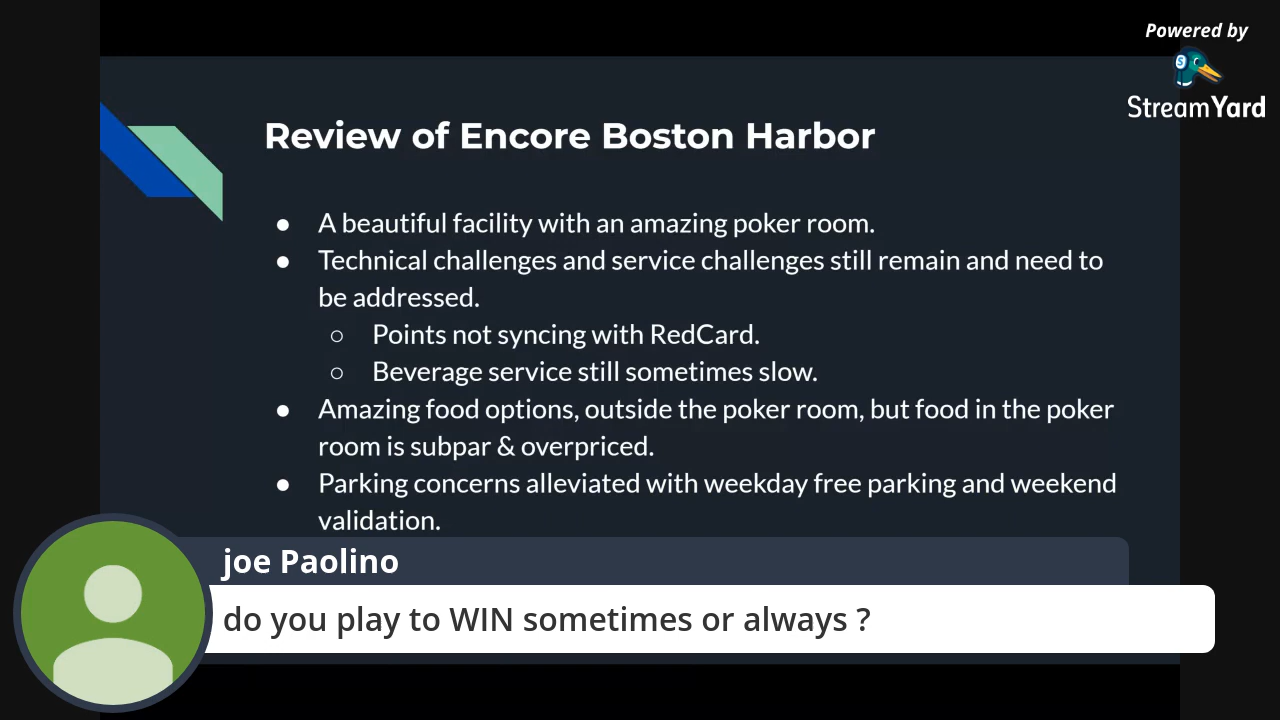 Powered by
StreamYard
Review of Encore Boston Harbor
● A beautiful facility with an amazing poker room.
● Technical challenges and service challenges still remain and need to
be addressed.
○ Points not syncing with RedCard.
○ Beverage service still sometimes slow.
● Amazing food options, outside the poker room, but food in the poker
room is subpar & overpriced.
● Parking concerns alleviated with weekday free parking and weekend
validation.
joe Paolino
do you play to WIN sometimes or always ?